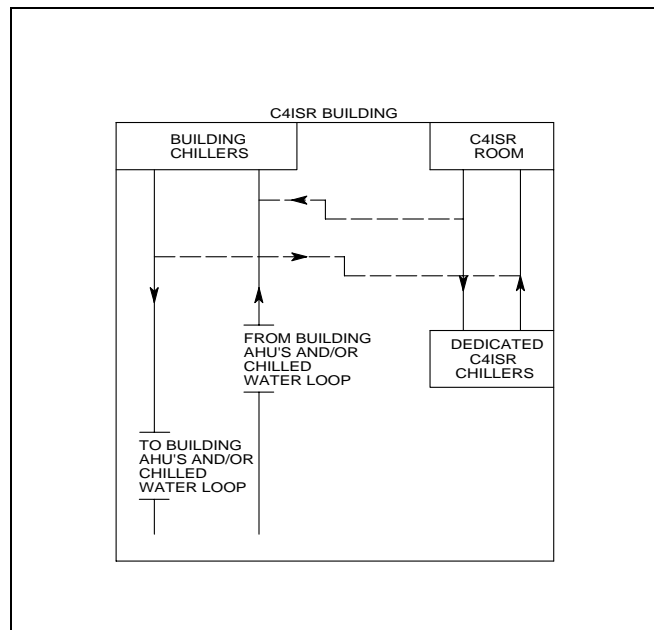 C4ISR BUILDING
BUILDING
CHILLERS
C4ISR
ROOM
FROM BUILDING
AHU'S AND/OR
CHILLED
WATER LOOP
DEDICATED
C4ISR
CHILLERS
TO BUILDING
AHU'S AND/OR
CHILLED
WATER LOOP